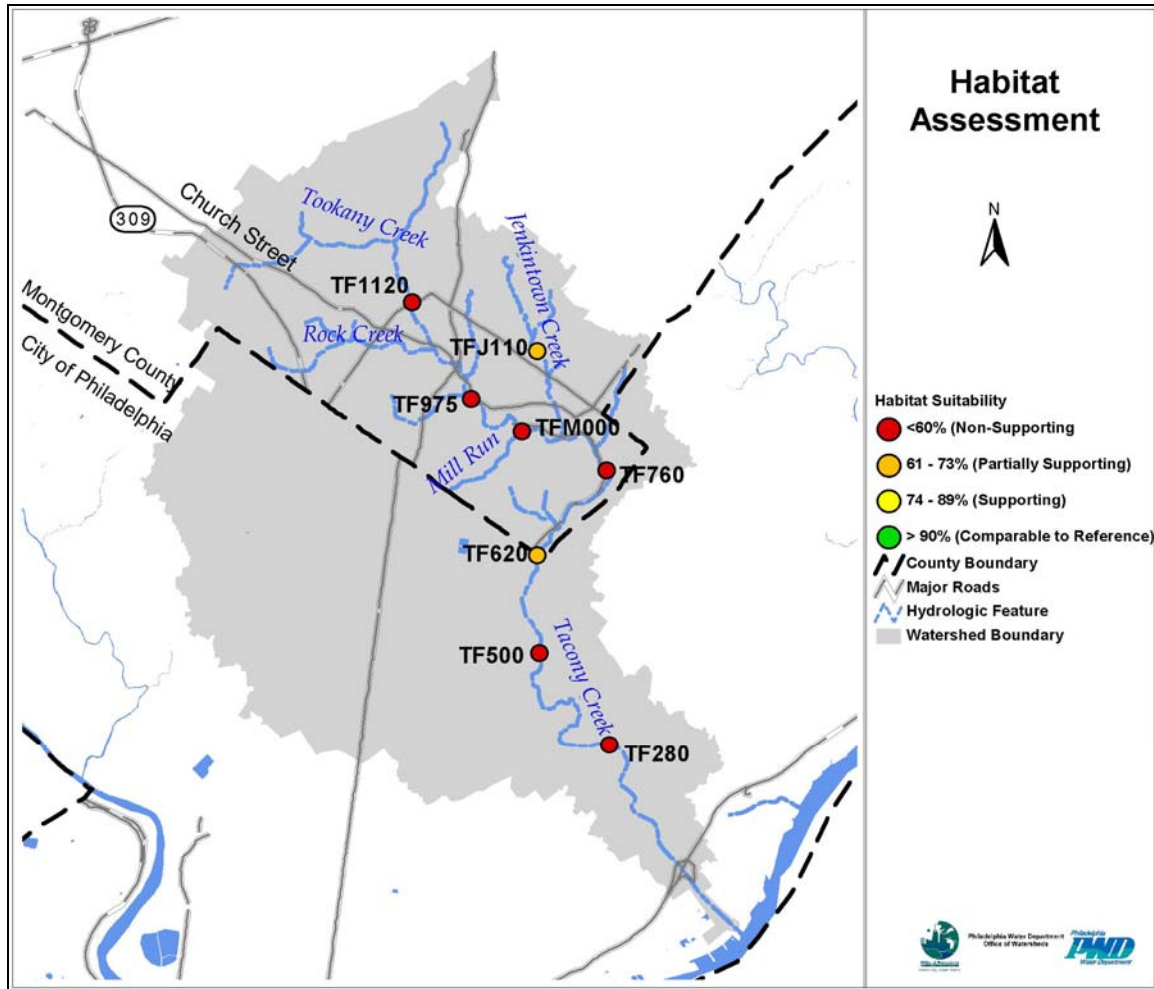 Habitat
Assessment
N
309
Church Street
Tookany Creek
Jenkintown Creek
TF1120
Rock Creek
TFJ110
Montgomery County
City of Philadelphia
TF975
TFM000
Mill Run
TF760
TF620
Tacony Creek
TF500
TF280
Habitat Suitability
<60% (Non-Supporting
61 - 73% (Partially Supporting)
74 - 89% (Supporting)
> 90% (Comparable to Reference)
County Boundary
Major Roads
Hydrologic Feature
Watershed Boundary
Philadelphia Water Department
Office of Watersheds
Philadelphia
PWD
Water Department